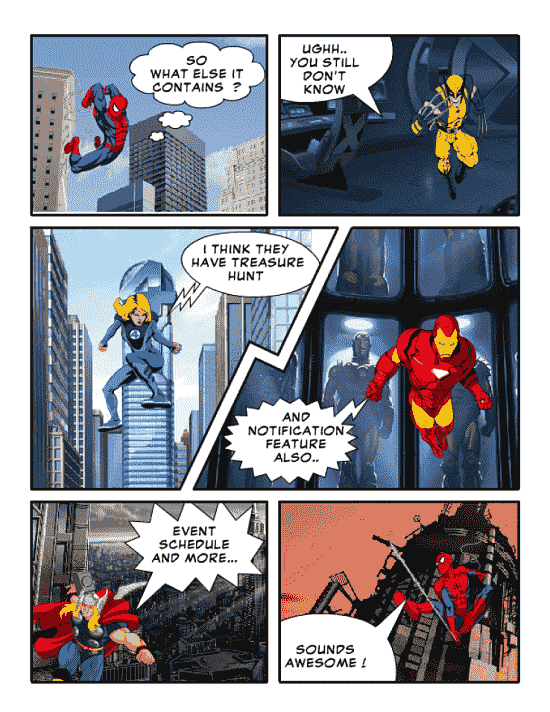 SO
WHAT ELSE IT
CONTAINS ?
UGHH..
YOU STILL
DON'T
KNOW
I THINK THEY
HAVE TREASURE
HUNT
AND
NOTIFICATION
FEATURE
ALSO..
EVENT
SCHEDULE
AND MORE...
SOUNDS
AWESOME !